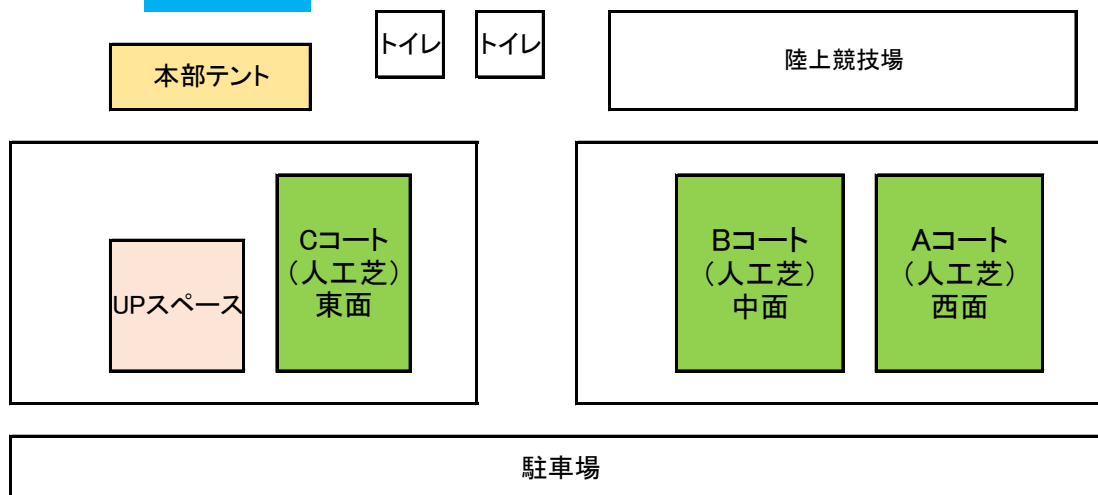 トイレ
トイレ
陸上競技場
本部テント
Cコート
（人工芝）
東面
Bコート
（人工芝）
中面
Aコート
（人工芝）
西面
UPスペース
駐車場